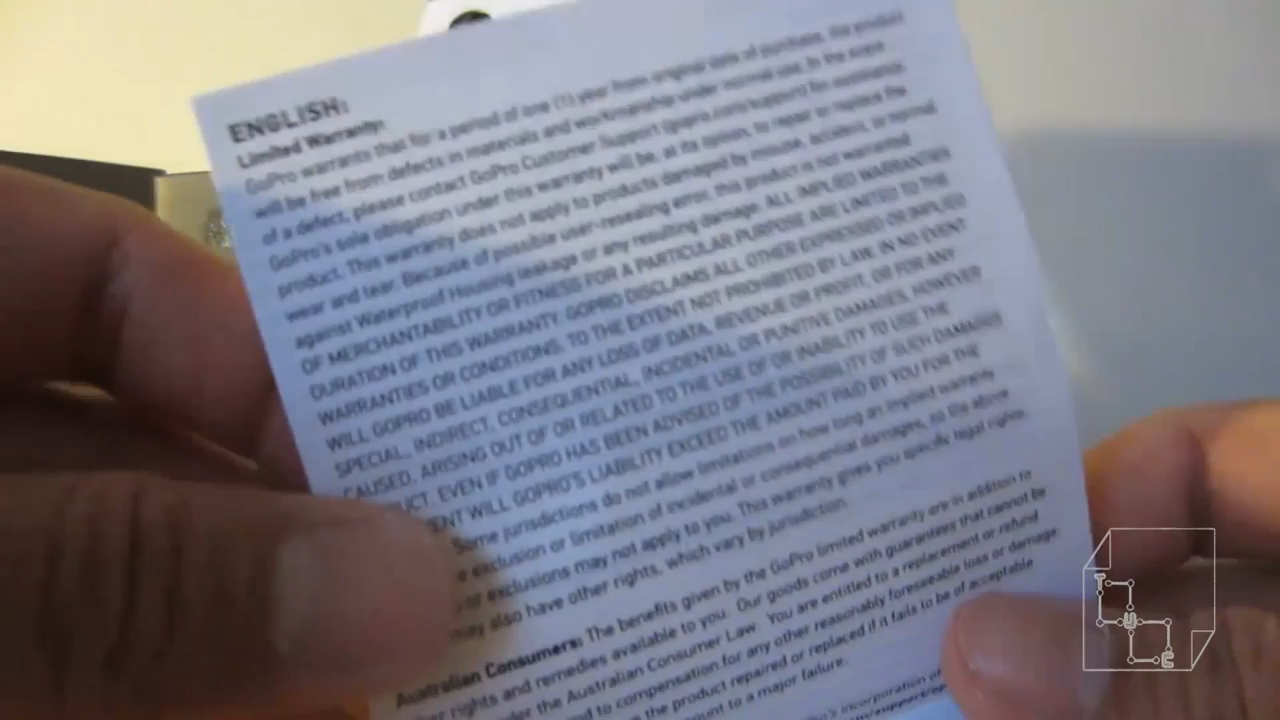 ENGLISH:
Limited Warranty:
GoPro warrants that for a period of one (1) year from original date of purchase, the product
will be free from defects in materials and workmanship under normal use. In the event
of a defect, please contact GoPro Customer Support (gopro.com/support) for assistance.
GoPro's sole obligation under this warranty will be, at its option, to repair or replace the
product. This warranty does not apply to products damaged by misuse, accident, or normal
wear and tear. Because of possible user-resealing error, this product is not warranted
against Waterproof Housing leakage or any resulting damage. ALL IMPLIED WARRANTIES
OF MERCHANTABILITY OR FITNESS FOR A PARTICULAR PURPOSE ARE LIMITED TO THE
DURATION OF THIS WARRANTY. GOPRO DISCLAIMS ALL OTHER EXPRESSED OR IMPLIED
WARRANTIES OR CONDITIONS. TO THE EXTENT NOT PROHIBITED BY LAW, IN NO EVENT
WILL GOPRO BE LIABLE FOR ANY LOSS OF DATA, REVENUE OR PROFIT, OR FOR ANY
SPECIAL, INDIRECT, CONSEQUENTIAL, INCIDENTAL OR PUNITIVE DAMAGES, HOWEVER
CAUSED, ARISING OUT OF OR RELATED TO THE USE OF OR INABILITY TO USE THE
EVEN IF GOPRO HAS BEEN ADVISED OF THE POSSIBILITY OF SUCH DAMAGES
WILL GOPRO'S LIABILITY EXCEED THE AMOUNT PAID BY YOU FOR THE
Some jurisdictions do not allow limitations on how long an implied warranty
exclusion or limitation of incidental or consequential damages, so the above
exclusions may not apply to you. This warranty gives you specific legal rights
may also have other rights, which vary by jurisdiction.
Australian Consumers: The benefits given by the GoPro limited warranty are in addition to
rights and remedies available to you. Our goods come with guarantees that cannot be
the Australian Consumer Law. You are entitled to a replacement or refund
to compensation for any other reasonably foreseeable loss or damage.
the product repaired or replaced if it fails to be of acceptable
to a major failure.
incorporation
T
U
C